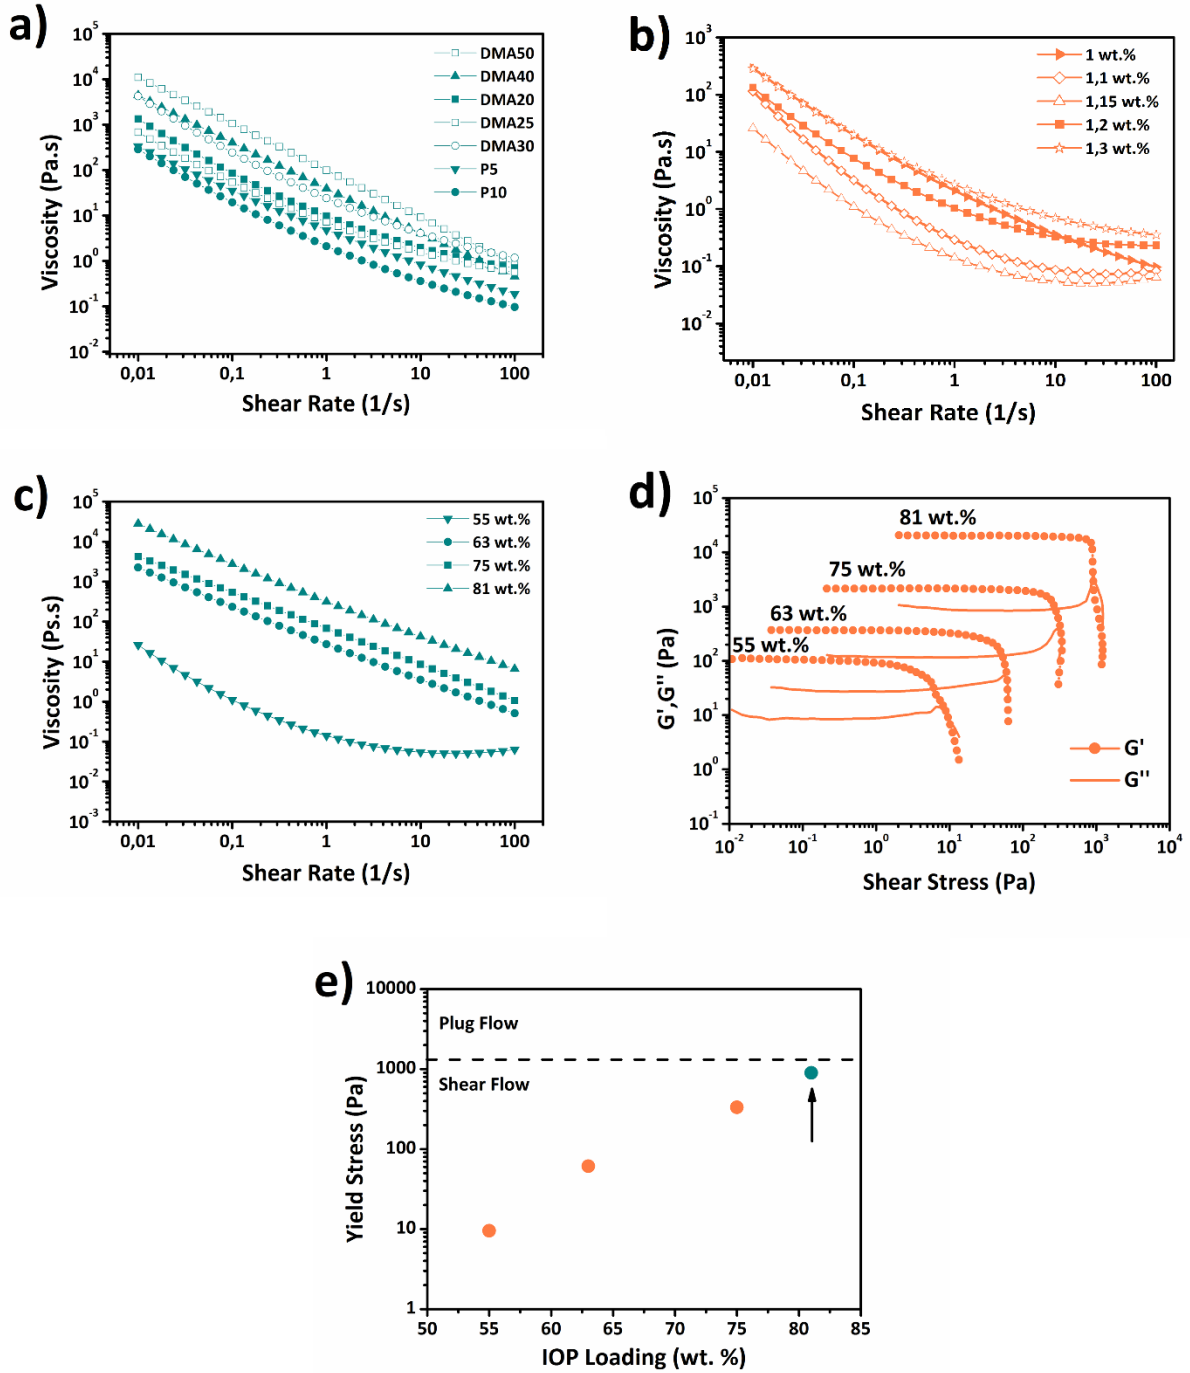 a)
10^5
10^4
10^3
10^2
10^1
10^0
10^-1
10^-2
Viscosity (Pa.s)
DMA50
DMA40
DMA20
DMA25
DMA30
P5
P10
0,01 0,1 1 10 100
Shear Rate (1/s)
b)
10^3
10^2
10^1
10^0
10^-1
10^-2
Viscosity (Pa.s)
1 wt.%
1,1 wt.%
1,15 wt.%
1,2 wt.%
1,3 wt.%
0,01 0,1 1 10 100
Shear Rate (1/s)
c)
10^5
10^4
10^3
10^2
10^1
10^0
10^-1
10^-2
10^-3
Viscosity (Ps.s)
55 wt.%
63 wt.%
75 wt.%
81 wt.%
0,01 0,1 1 10 100
Shear Rate (1/s)
d)
10^5
10^4
10^3
10^2
10^1
10^0
10^-1
G',G'' (Pa)
81 wt.%
75 wt.%
63 wt.%
55 wt.%
G'
G''
10^-2 10^-1 10^0 10^1 10^2 10^3 10^4
Shear Stress (Pa)
e)
10000
1000
100
10
1
Yield Stress (Pa)
Plug Flow
Shear Flow
50 55 60 65 70 75 80 85
IOP Loading (wt. %)